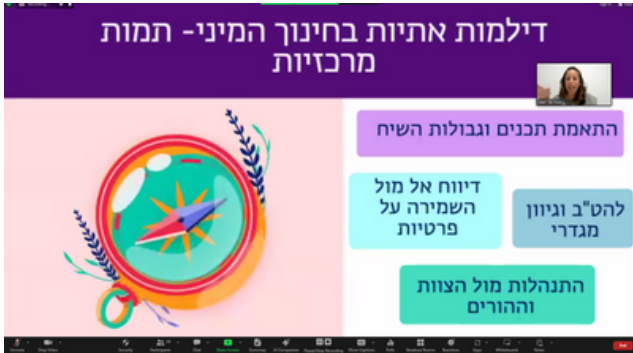 דילמות אתיות בחינוך המיני- תמות
מרכזיות
התאמת תכנים וגבולות השיח
דיווח אל מול
השמירה על
פרטיות
להט"ב וגיוון
מגדרי
התנהלות מול הצוות
וההורים